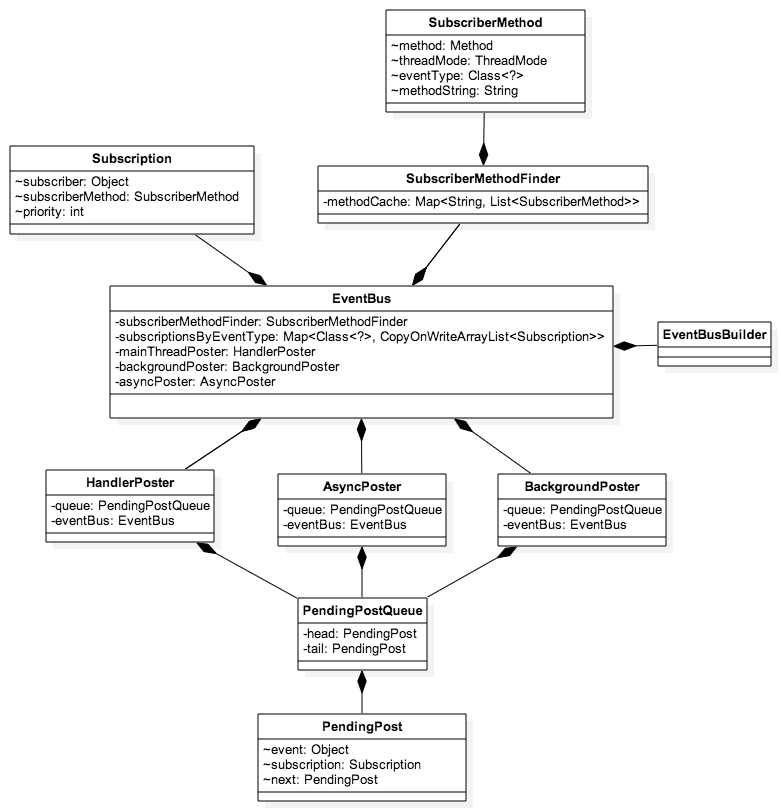 SubscriberMethod
~method: Method
~threadMode: ThreadMode
~eventType: Class<?>
~methodString: String
Subscription
~subscriber: Object
~subscriberMethod: SubscriberMethod
~priority: int
SubscriberMethodFinder
-methodCache: Map<String, List<SubscriberMethod>>
EventBus
-subscriberMethodFinder: SubscriberMethodFinder
-subscriptionsByEventType: Map<Class<?>, CopyOnWriteArrayList<Subscription>>
-mainThreadPoster: HandlerPoster
-backgroundPoster: BackgroundPoster
-asyncPoster: AsyncPoster
EventBusBuilder
HandlerPoster
-queue: PendingPostQueue
-eventBus: EventBus
AsyncPoster
-queue: PendingPostQueue
-eventBus: EventBus
BackgroundPoster
-queue: PendingPostQueue
-eventBus: EventBus
PendingPostQueue
-head: PendingPost
-tail: PendingPost
PendingPost
~event: Object
~subscription: Subscription
~next: PendingPost